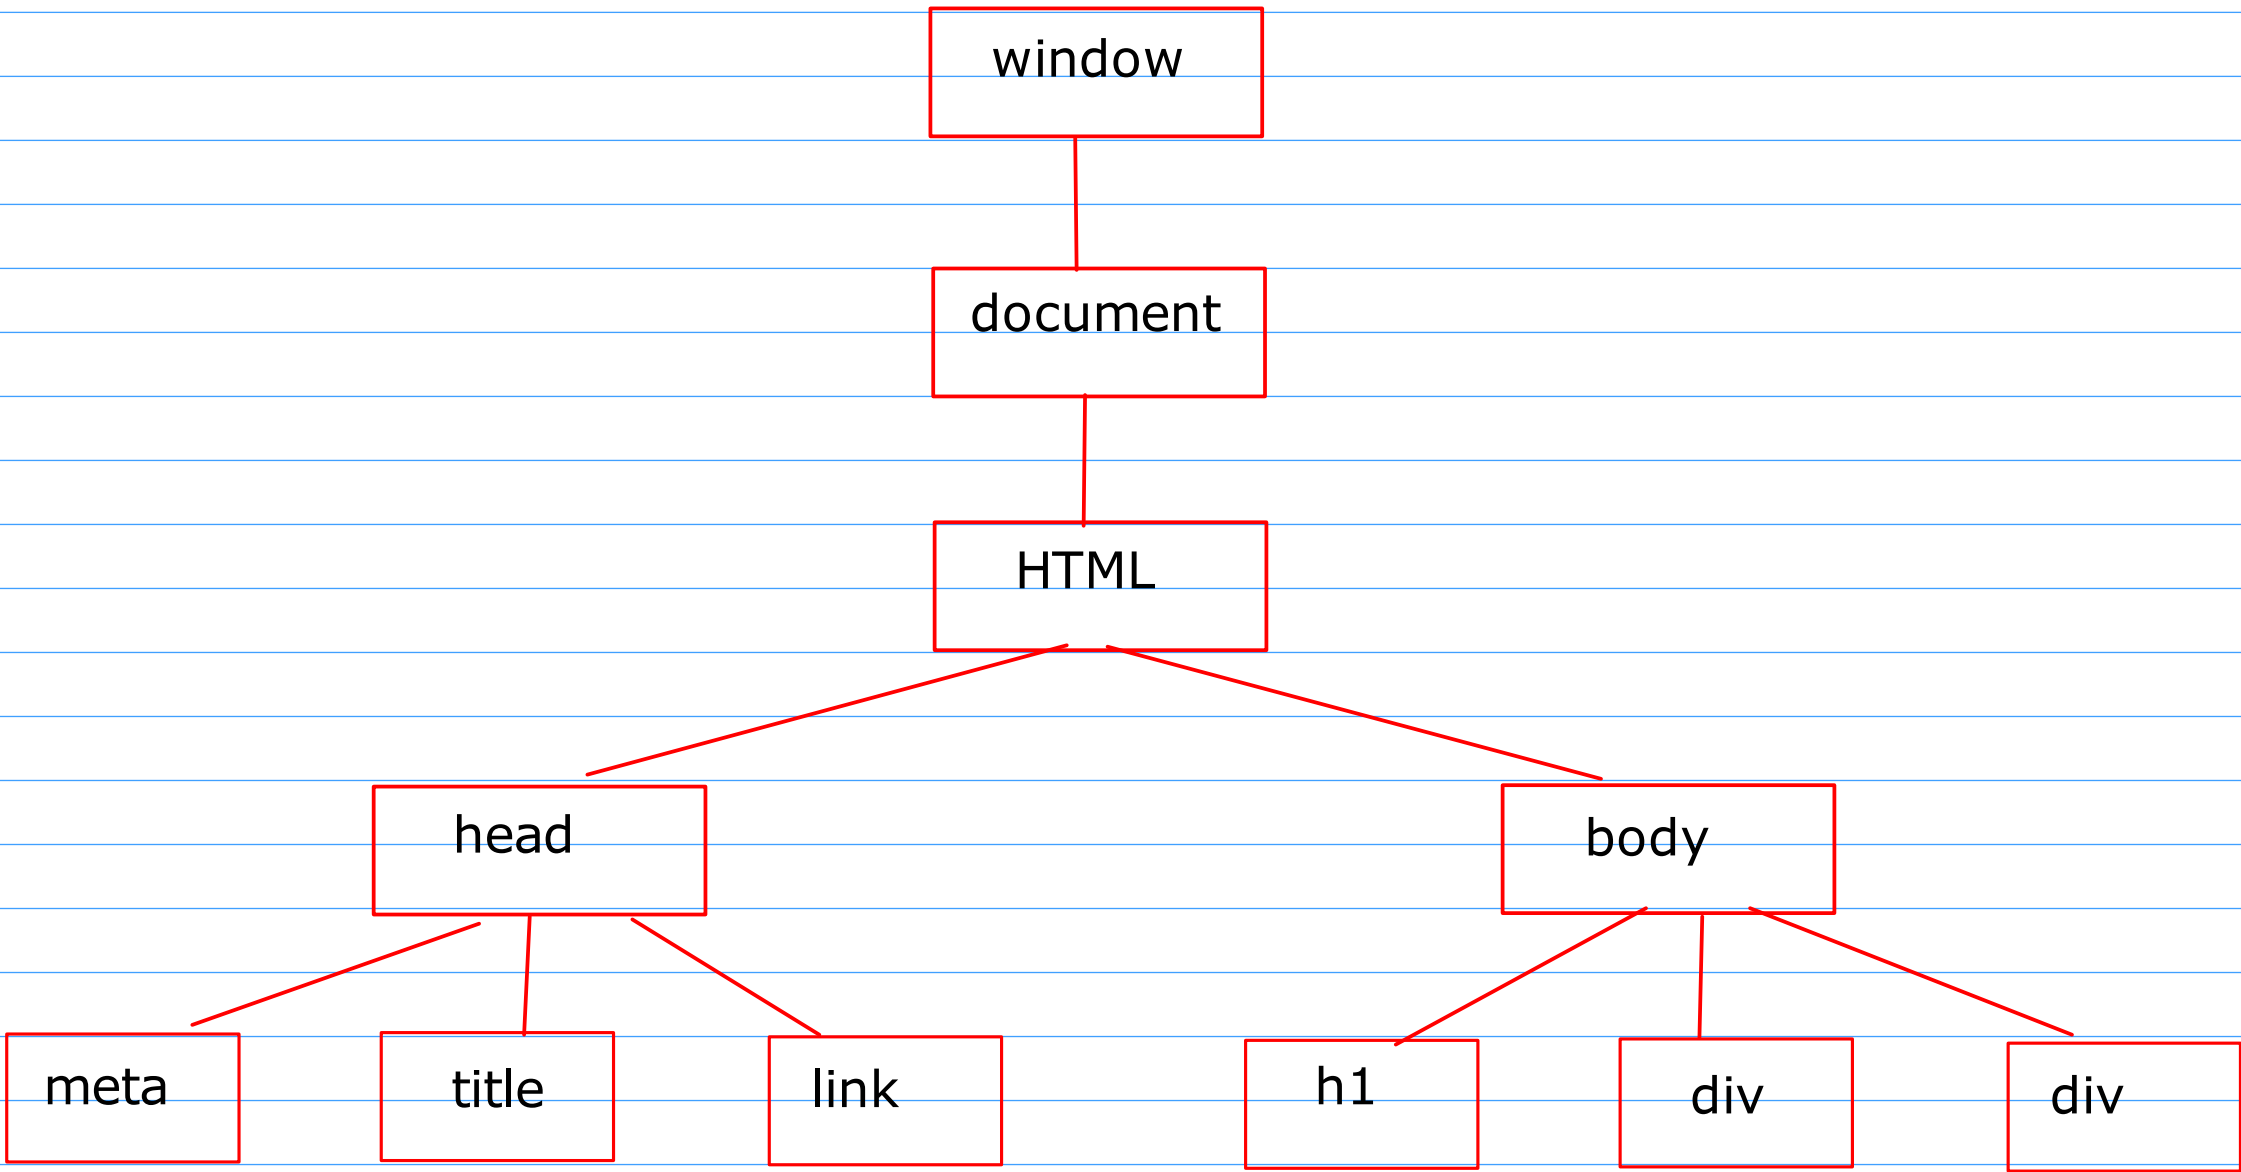 window
document
HTML
head
body
meta
title
link
h1
div
div